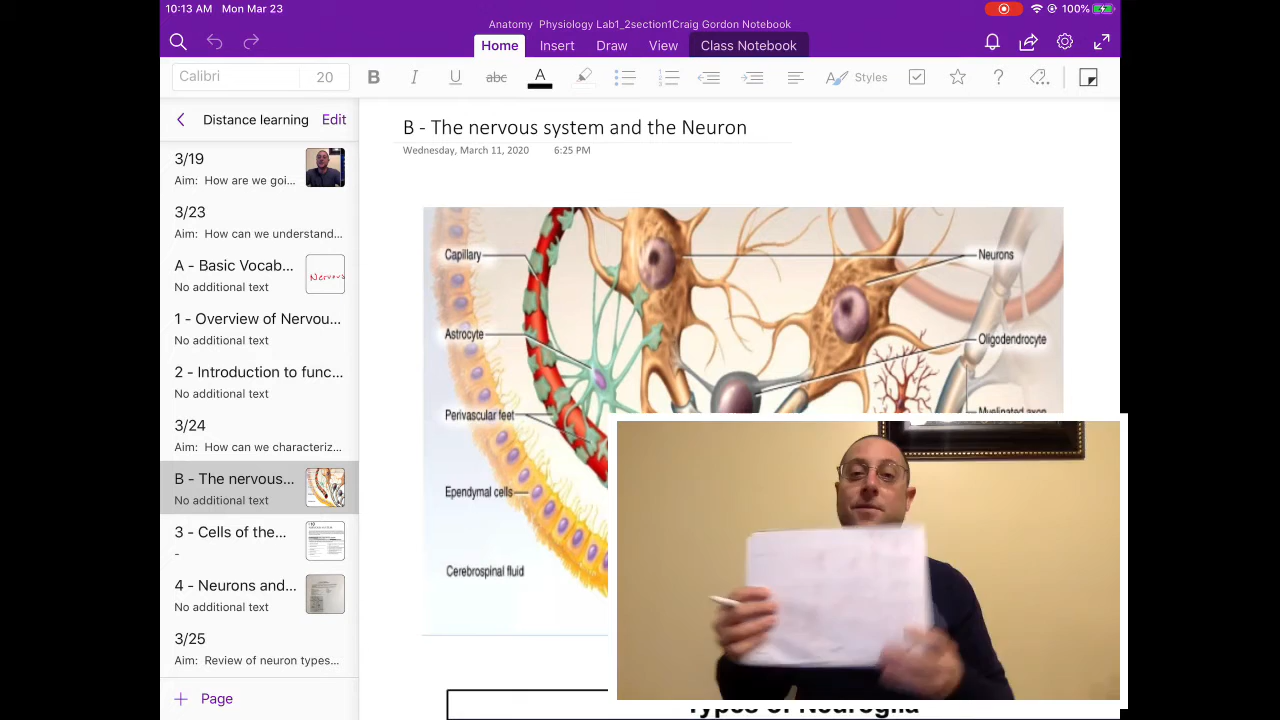 10:13 AM Mon Mar 23
100%
Anatomy Physiology Lab1_2section1Craig Gordon Notebook
Home Insert Draw View Class Notebook
Calibri 20 B I U abc A Styles ?
Distance learning Edit
3/19
Aim: How are we goi...
3/23
Aim: How can we understand...
A - Basic Vocab...
No additional text
1 - Overview of Nervou...
No additional text
2 - Introduction to func...
No additional text
3/24
Aim: How can we characteriz...
B - The nervous...
No additional text
3 - Cells of the...
-
4 - Neurons and...
No additional text
3/25
Aim: Review of neuron types...
+ Page
B - The nervous system and the Neuron
Wednesday, March 11, 2020 6:25 PM
Capillary
Neurons
Astrocyte
Oligodendrocyte
Perivascular feet
Myelinated axon
Ependymal cells
Cerebrospinal fluid
Types of Neuroglia